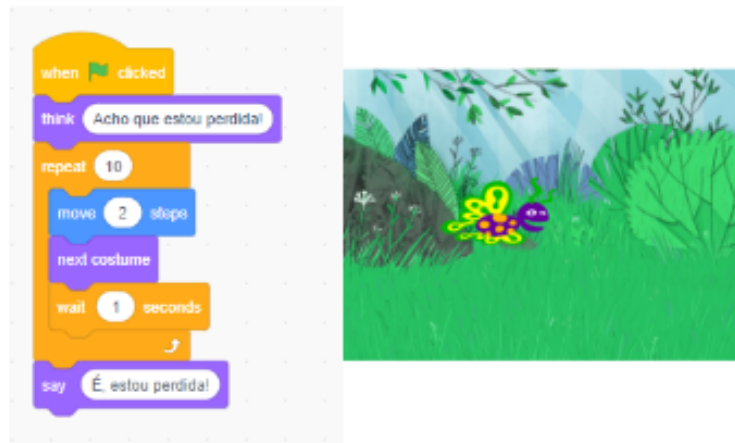 when clicked
think Acho que estou perdida!
repeat 10
move 2 steps
next costume
wait 1 seconds
say É, estou perdida!